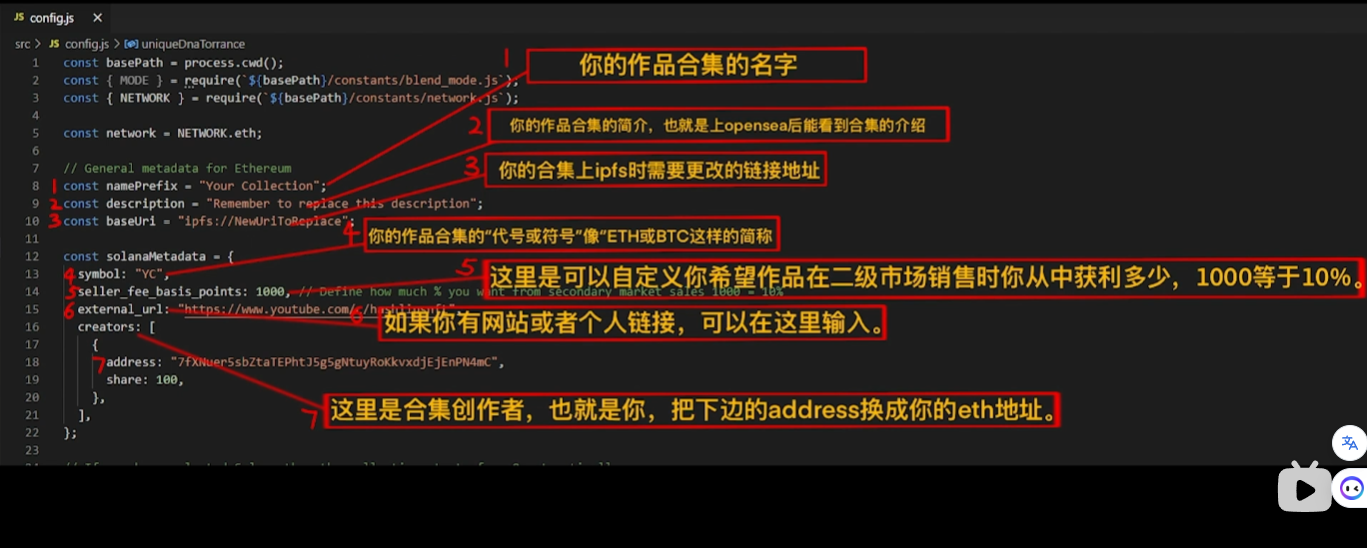 JS config.js ×
src > JS config.js > uniqueDnaTorrance
1 const basePath = process.cwd();
1 你的作品合集的名字
2 const { MODE } = require(`${basePath}/constants/blend_mode.js`);
3 const { NETWORK } = require(`${basePath}/constants/network.js`);
4
2 你的作品合集的简介，也就是上opensea后能看到合集的介绍
5 const network = NETWORK.eth;
6
3 你的合集上ipfs时需要更改的链接地址
7 // General metadata for Ethereum
8 1 const namePrefix = "Your Collection";
9 2 const description = "Remember to replace this description";
10 3 const baseUri = "ipfs://NewUriToReplace";
11
4 你的作品合集的“代号或符号”像“ETH或BTC这样的简称
12 const solanaMetadata = {
13 4 symbol: "YC",
5 这里是可以自定义你希望作品在二级市场销售时你从中获利多少，1000等于10%。
14 5 seller_fee_basis_points: 1000, // Define how much % you want from secondary market sales 1000 = 10%
15 6 external_url: "https://www.youtube.com/c/hashlipsnft",
6 如果你有网站或者个人链接，可以在这里输入。
16 creators: [
17 {
18 7 address: "7fXNuer5sbZtaTEPhtJ5g5gNtuyRoKkvxdjEjEnPN4mC",
19 share: 100,
20 },
7 这里是合集创作者，也就是你，把下边的address换成你的eth地址。
21 ],
22 };
23